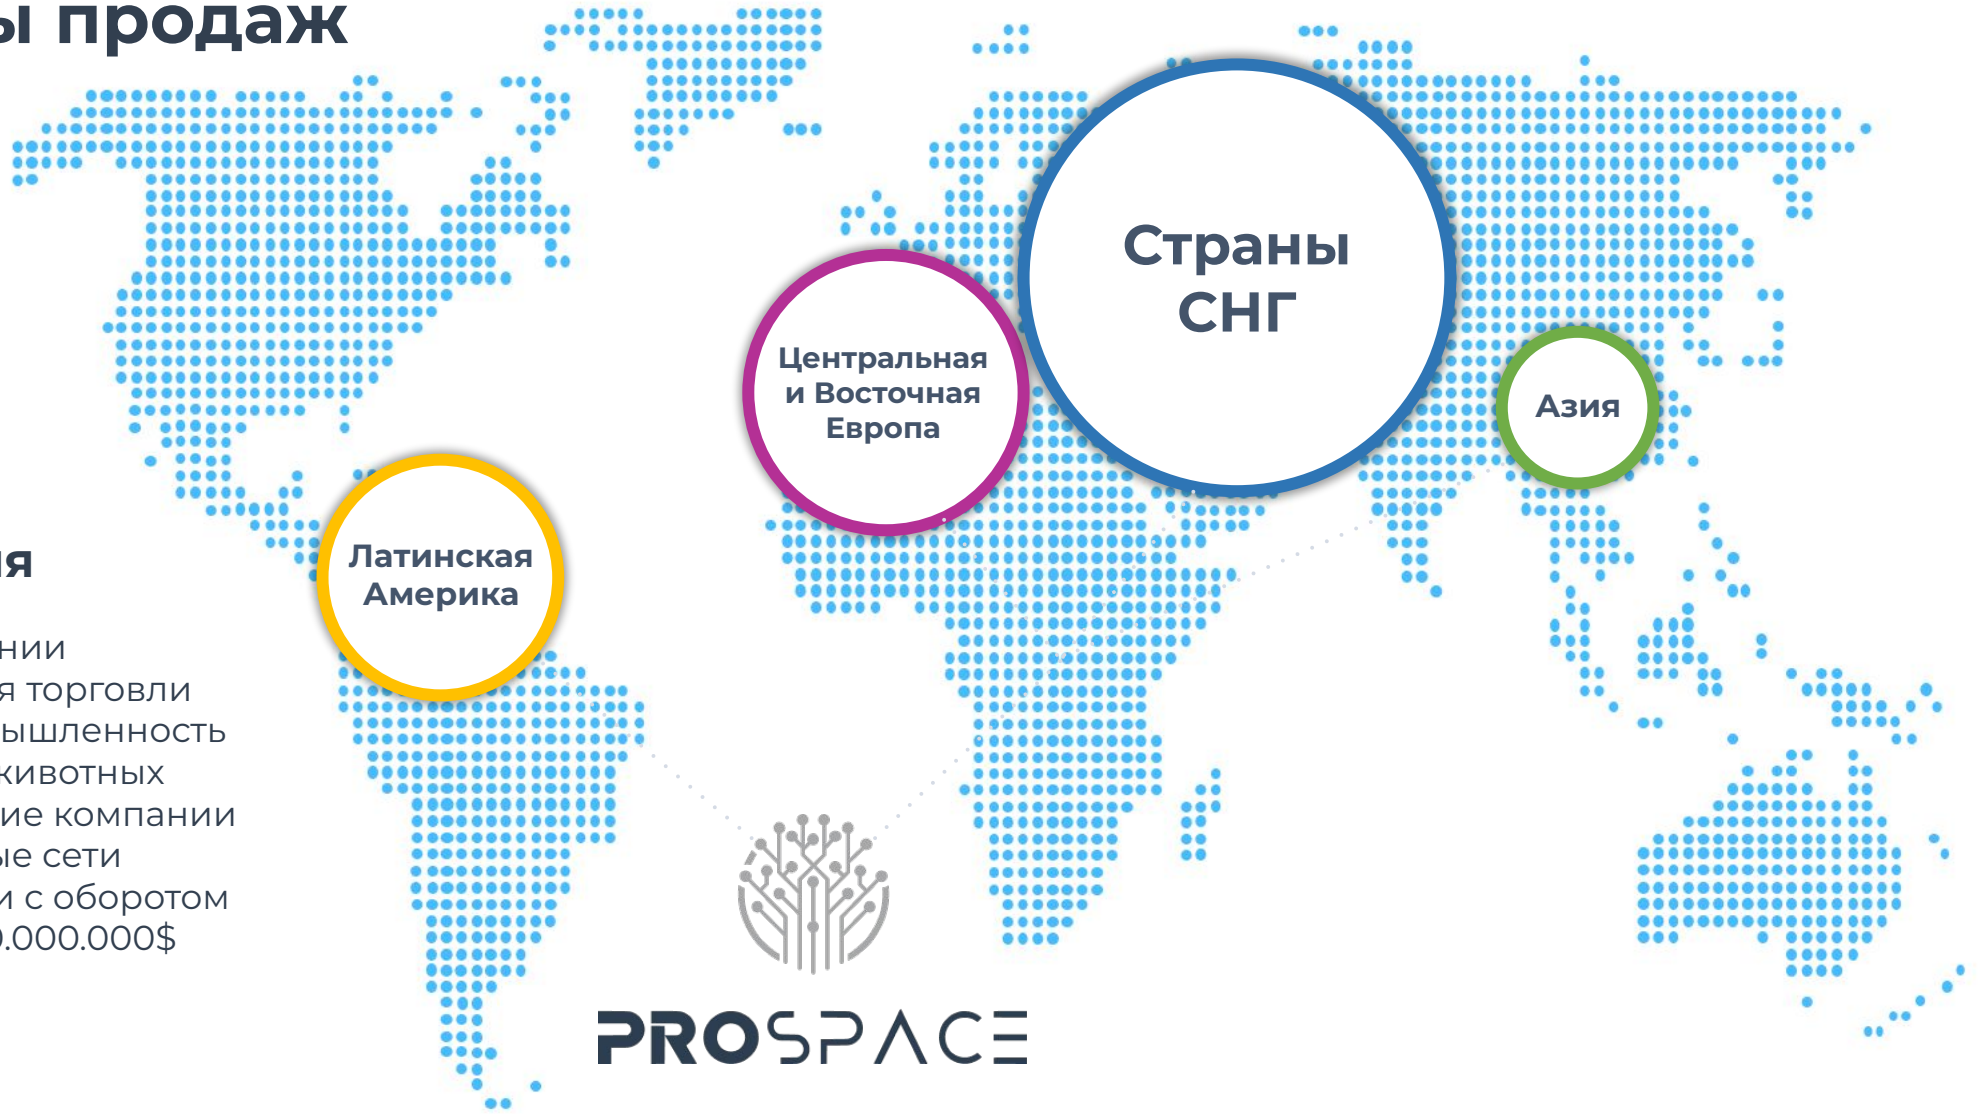 ы продаж
Страны
СНГ
Центральная
и Восточная
Европа
Азия
Латинская
Америка
ия
нии
я торговли
ышленность
животных
ие компании
ые сети
и с оборотом
0.000.000$
PROSPACE